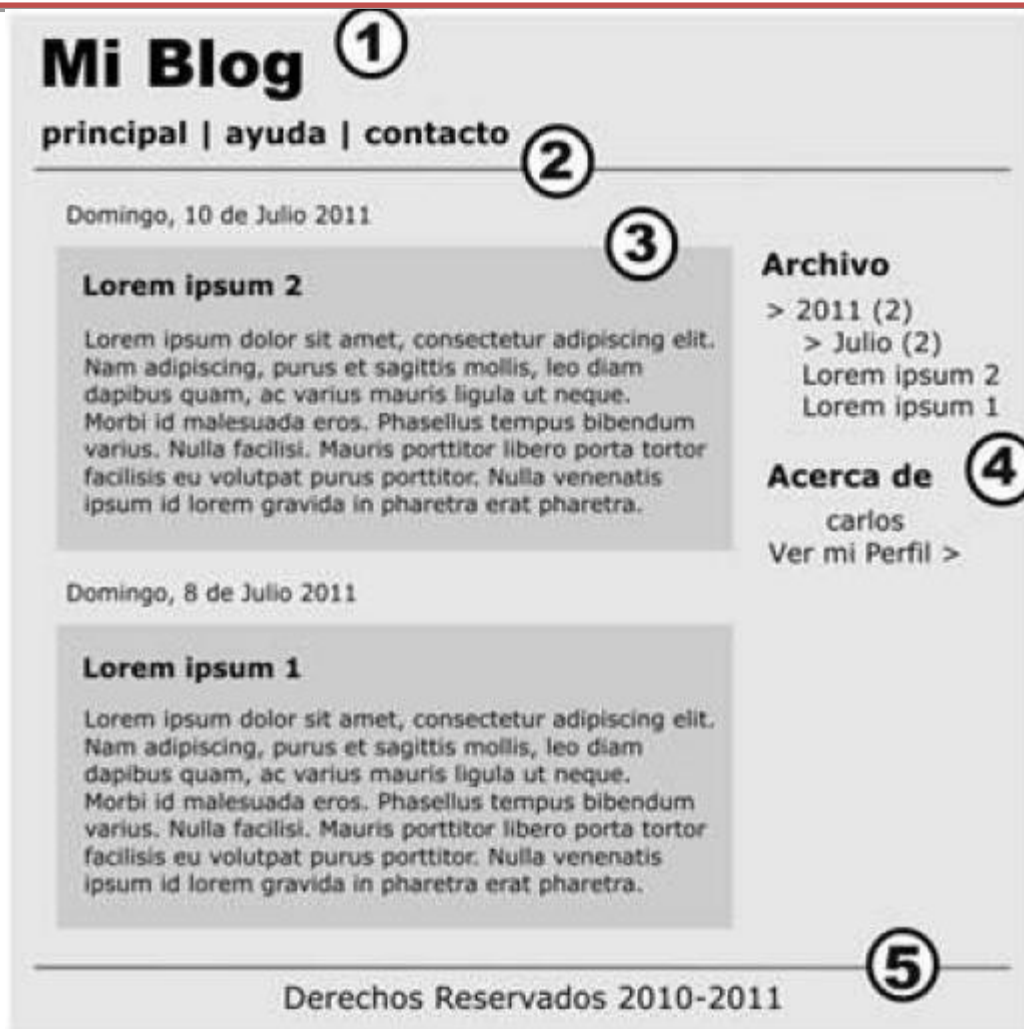 Mi Blog 1
principal | ayuda | contacto
2
Domingo, 10 de Julio 2011
3
Lorem ipsum 2
Lorem ipsum dolor sit amet, consectetur adipiscing elit.
Nam adipiscing, purus et sagittis mollis, leo diam
dapibus quam, ac varius mauris ligula ut neque.
Morbi id malesuada eros. Phasellus tempus bibendum
varius. Nulla facilisi. Mauris porttitor libero porta tortor
facilisis eu volutpat purus porttitor. Nulla venenatis
ipsum id lorem gravida in pharetra erat pharetra.
Domingo, 8 de Julio 2011
Lorem ipsum 1
Lorem ipsum dolor sit amet, consectetur adipiscing elit.
Nam adipiscing, purus et sagittis mollis, leo diam
dapibus quam, ac varius mauris ligula ut neque.
Morbi id malesuada eros. Phasellus tempus bibendum
varius. Nulla facilisi. Mauris porttitor libero porta tortor
facilisis eu volutpat purus porttitor. Nulla venenatis
ipsum id lorem gravida in pharetra erat pharetra.
Archivo
> 2011 (2)
> Julio (2)
Lorem ipsum 2
Lorem ipsum 1
Acerca de 4
carlos
Ver mi Perfil >
5
Derechos Reservados 2010-2011